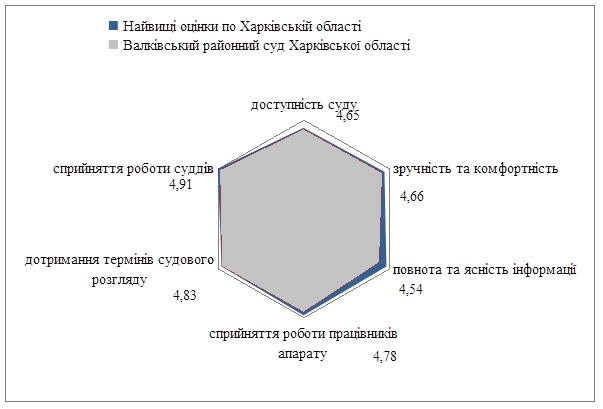 Найвищі оцінки по Харківській області
Валківський районний суд Харківської області
доступність суду
4,65
сприйняття роботи суддів
4,91
зручність та комфортність
4,66
дотримання термінів судового
розгляду
4,83
повнота та ясність інформації
4,54
сприйняття роботи працівників
апарату
4,78